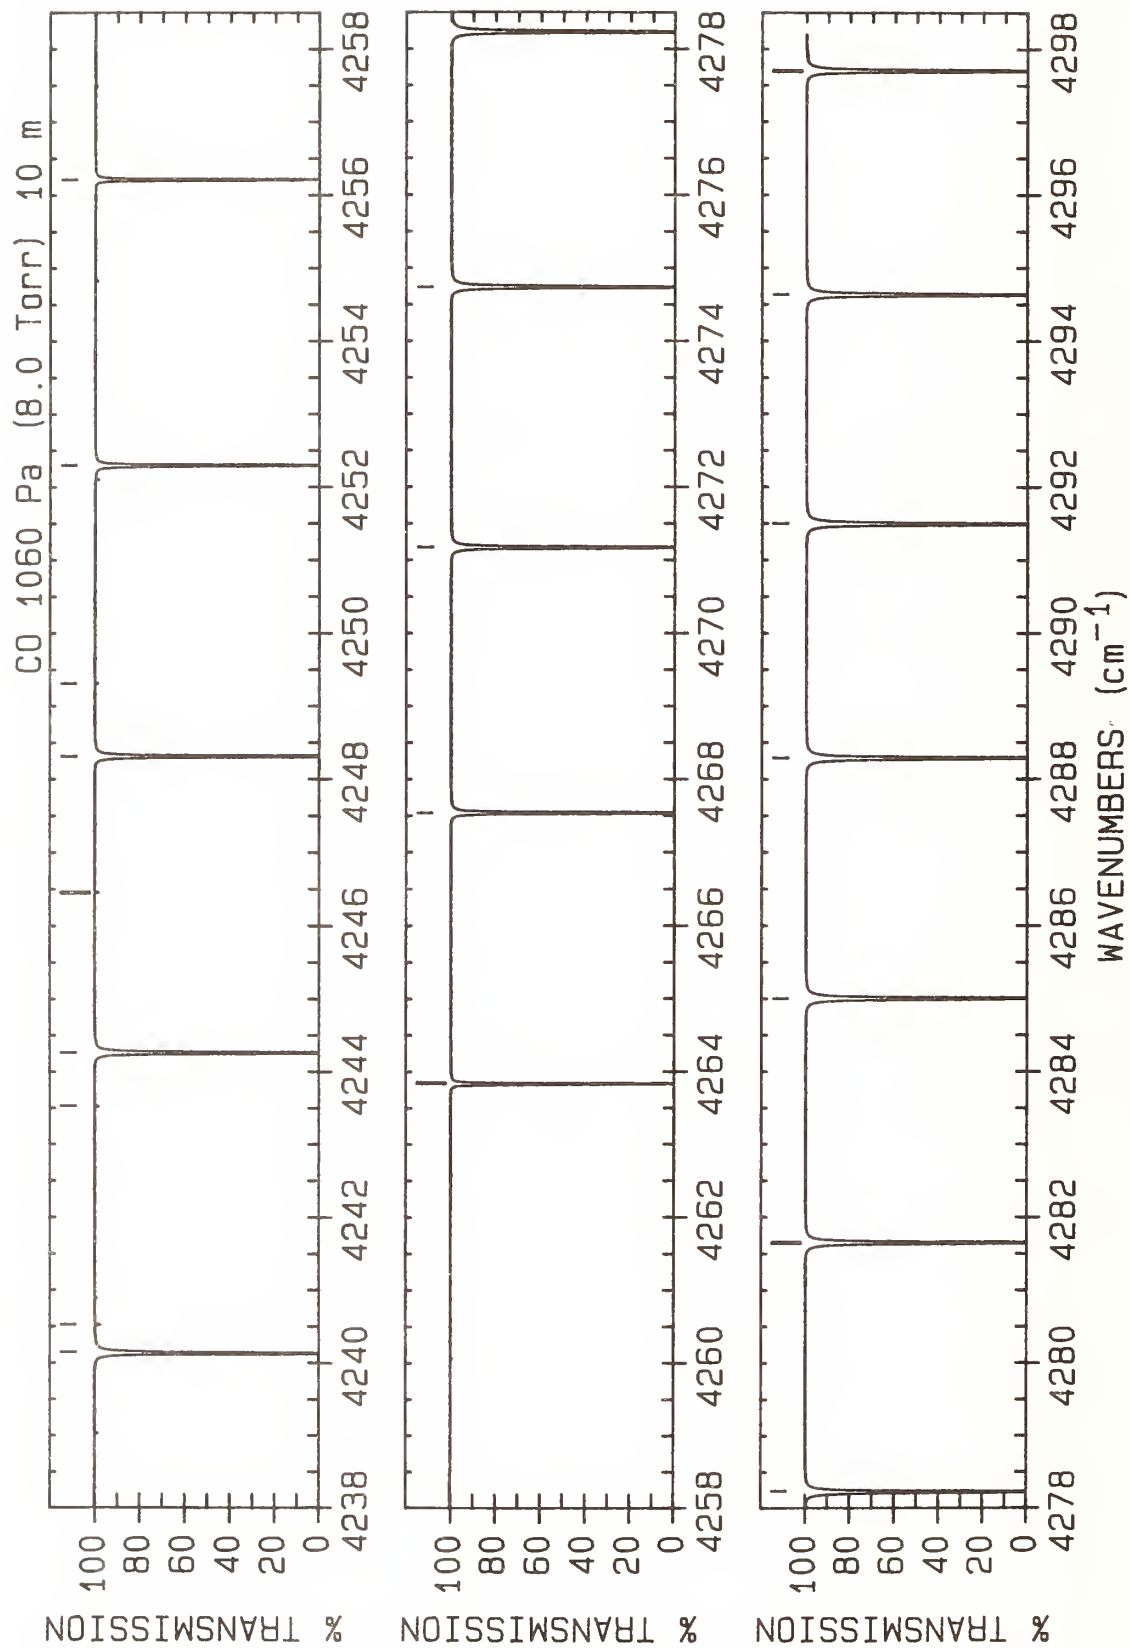 CO 1060 Pa (8.0 Torr) 10 m
% TRANSMISSION
100
80
60
40
20
0
4238 4240 4242 4244 4246 4248 4250 4252 4254 4256 4258
% TRANSMISSION
100
80
60
40
20
0
4258 4260 4262 4264 4266 4268 4270 4272 4274 4276 4278
% TRANSMISSION
100
80
60
40
20
0
4278 4280 4282 4284 4286 4288 4290 4292 4294 4296 4298
WAVENUMBERS (cm⁻¹)